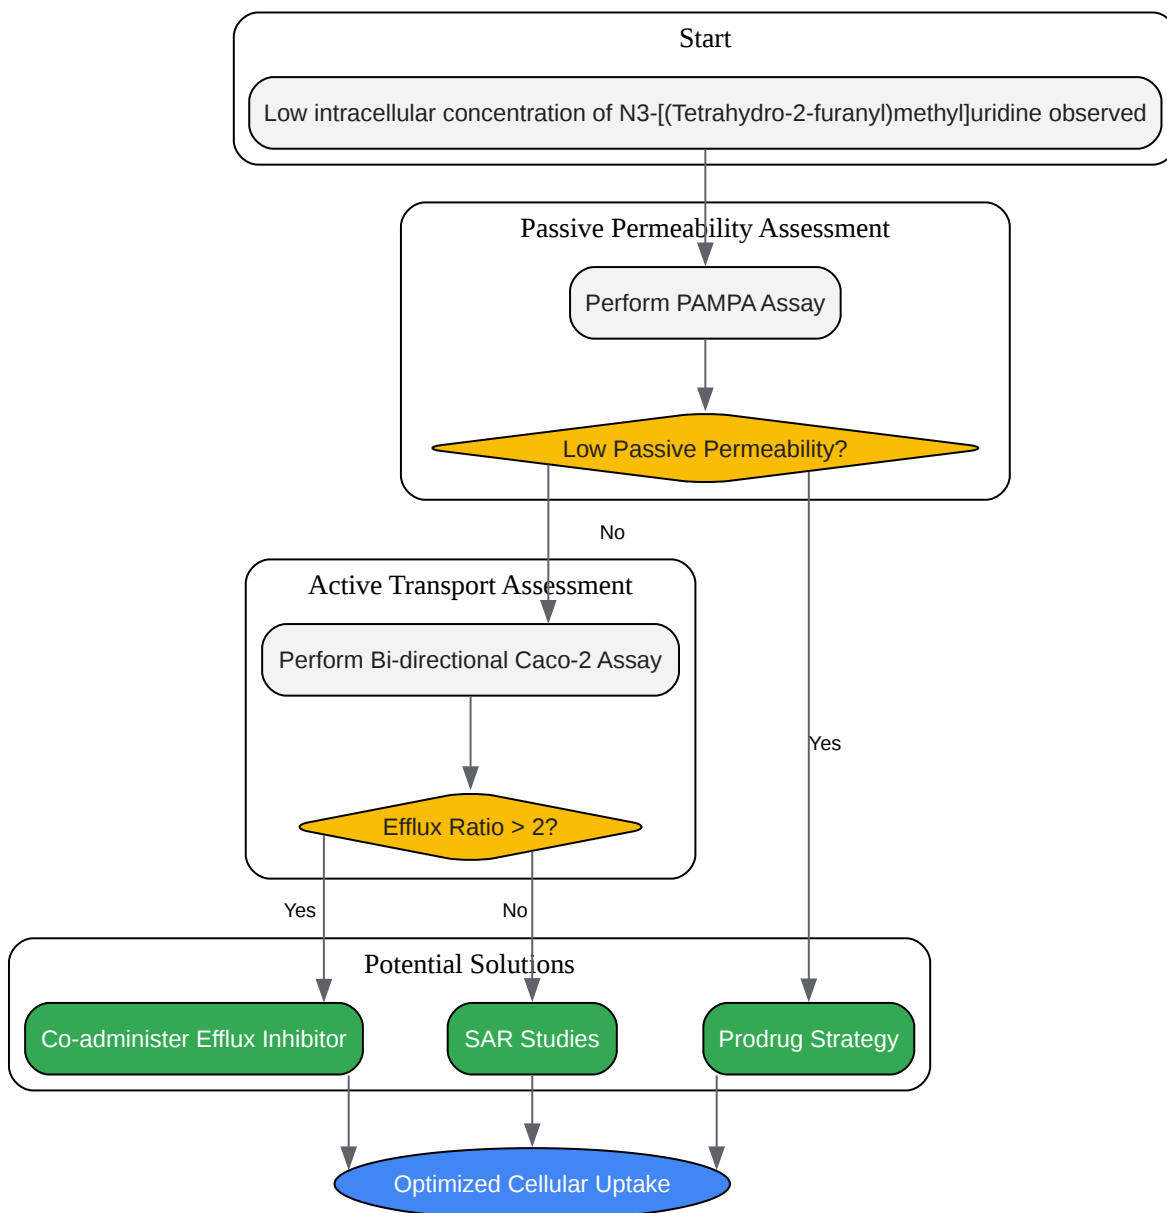 Start
Low intracellular concentration of N3-[(Tetrahydro-2-furanyl)methyl]uridine observed
Passive Permeability Assessment
Perform PAMPA Assay
Low Passive Permeability?
No
Active Transport Assessment
Perform Bi-directional Caco-2 Assay
Yes
Efflux Ratio > 2?
Yes
No
Potential Solutions
Co-administer Efflux Inhibitor
SAR Studies
Prodrug Strategy
Optimized Cellular Uptake